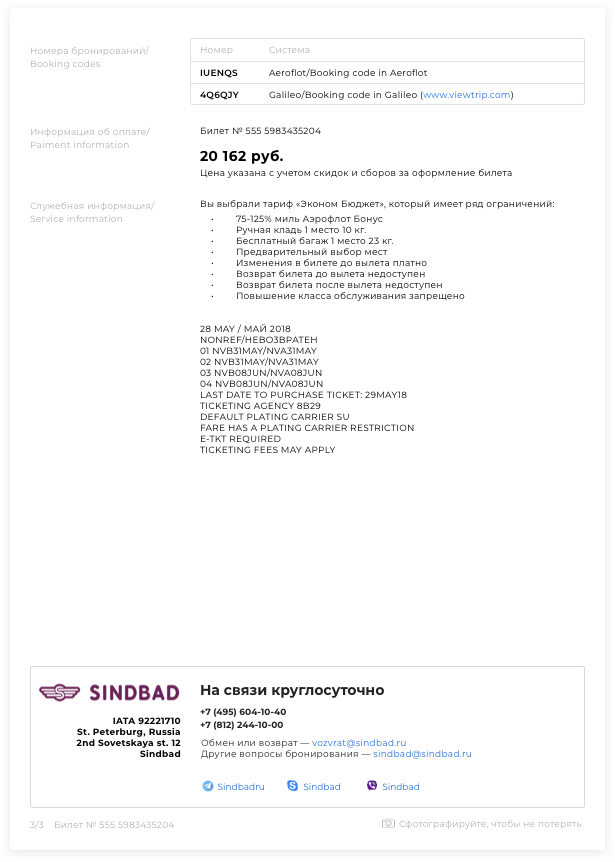 Номера бронирований/
Booking codes
Номер Система
IUENQS Aeroflot/Booking code in Aeroflot
4Q6QJY Galileo/Booking code in Galileo (www.viewtrip.com)
Информация об оплате/
Paiment information
Билет № 555 5983435204
20 162 руб.
Цена указана с учетом скидок и сборов за оформление билета
Служебная информация/
Service information
Вы выбрали тариф «Эконом Бюджет», который имеет ряд ограничений:
• 75-125% миль Аэрофлот Бонус
• Ручная кладь 1 место 10 кг.
• Бесплатный багаж 1 место 23 кг.
• Предварительный выбор мест
• Изменения в билете до вылета платно
• Возврат билета до вылета недоступен
• Возврат билета после вылета недоступен
• Повышение класса обслуживания запрещено
28 MAY / МАЙ 2018
NONREF/НЕВОЗВРАТЕН
01 NVB31MAY/NVA31MAY
02 NVB31MAY/NVA31MAY
03 NVB08JUN/NVA08JUN
04 NVB08JUN/NVA08JUN
LAST DATE TO PURCHASE TICKET: 29MAY18
TICKETING AGENCY 8B29
DEFAULT PLATING CARRIER SU
FARE HAS A PLATING CARRIER RESTRICTION
E-TKT REQUIRED
TICKETING FEES MAY APPLY
SINDBAD
IATA 92221710
St. Peterburg, Russia
2nd Sovetskaya st. 12
Sindbad
На связи круглосуточно
+7 (495) 604-10-40
+7 (812) 244-10-00
Обмен или возврат — vozvrat@sindbad.ru
Другие вопросы бронирования — sindbad@sindbad.ru
Sindbadru Sindbad Sindbad
3/3 Билет № 555 5983435204
Сфотографируйте, чтобы не потерять